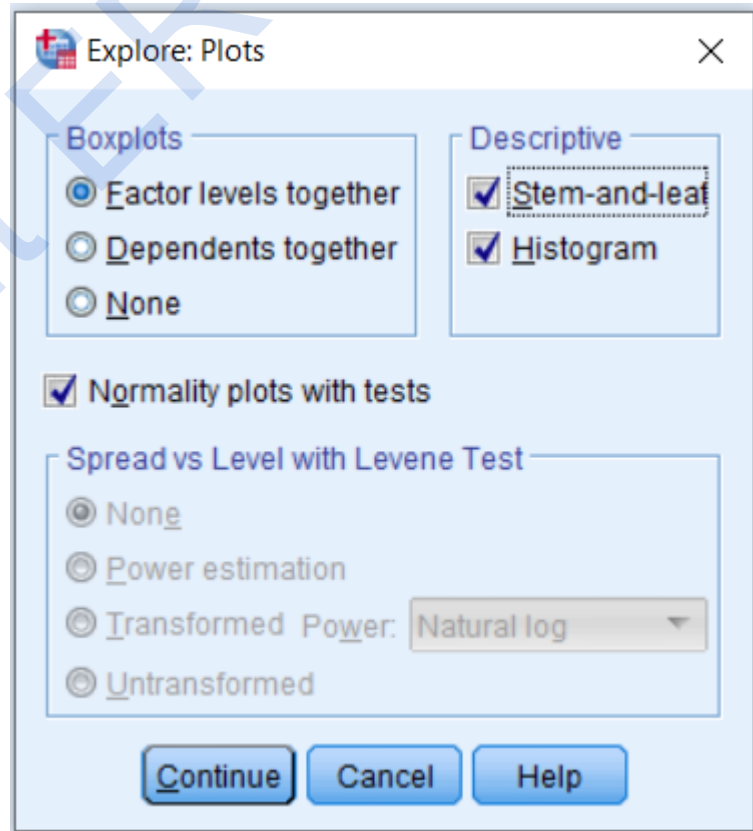 Explore: Plots
Boxplots
Factor levels together
Dependents together
None
Descriptive
Stem-and-leaf
Histogram
Normality plots with tests
Spread vs Level with Levene Test
None
Power estimation
Transformed Power: Natural log
Untransformed
Continue Cancel Help